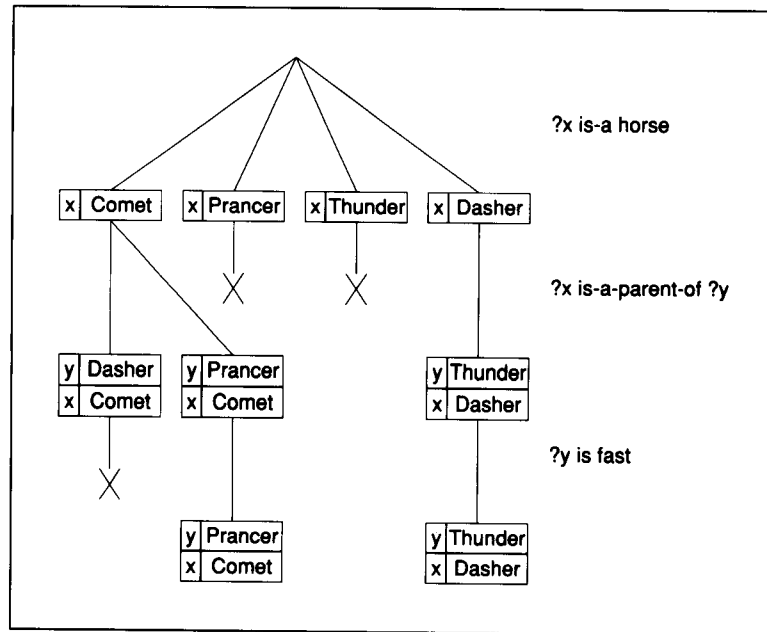 ?x is-a horse
x Comet
x Prancer
x Thunder
x Dasher
?x is-a-parent-of ?y
y Dasher
x Comet
y Prancer
x Comet
y Thunder
x Dasher
?y is fast
y Prancer
x Comet
y Thunder
x Dasher